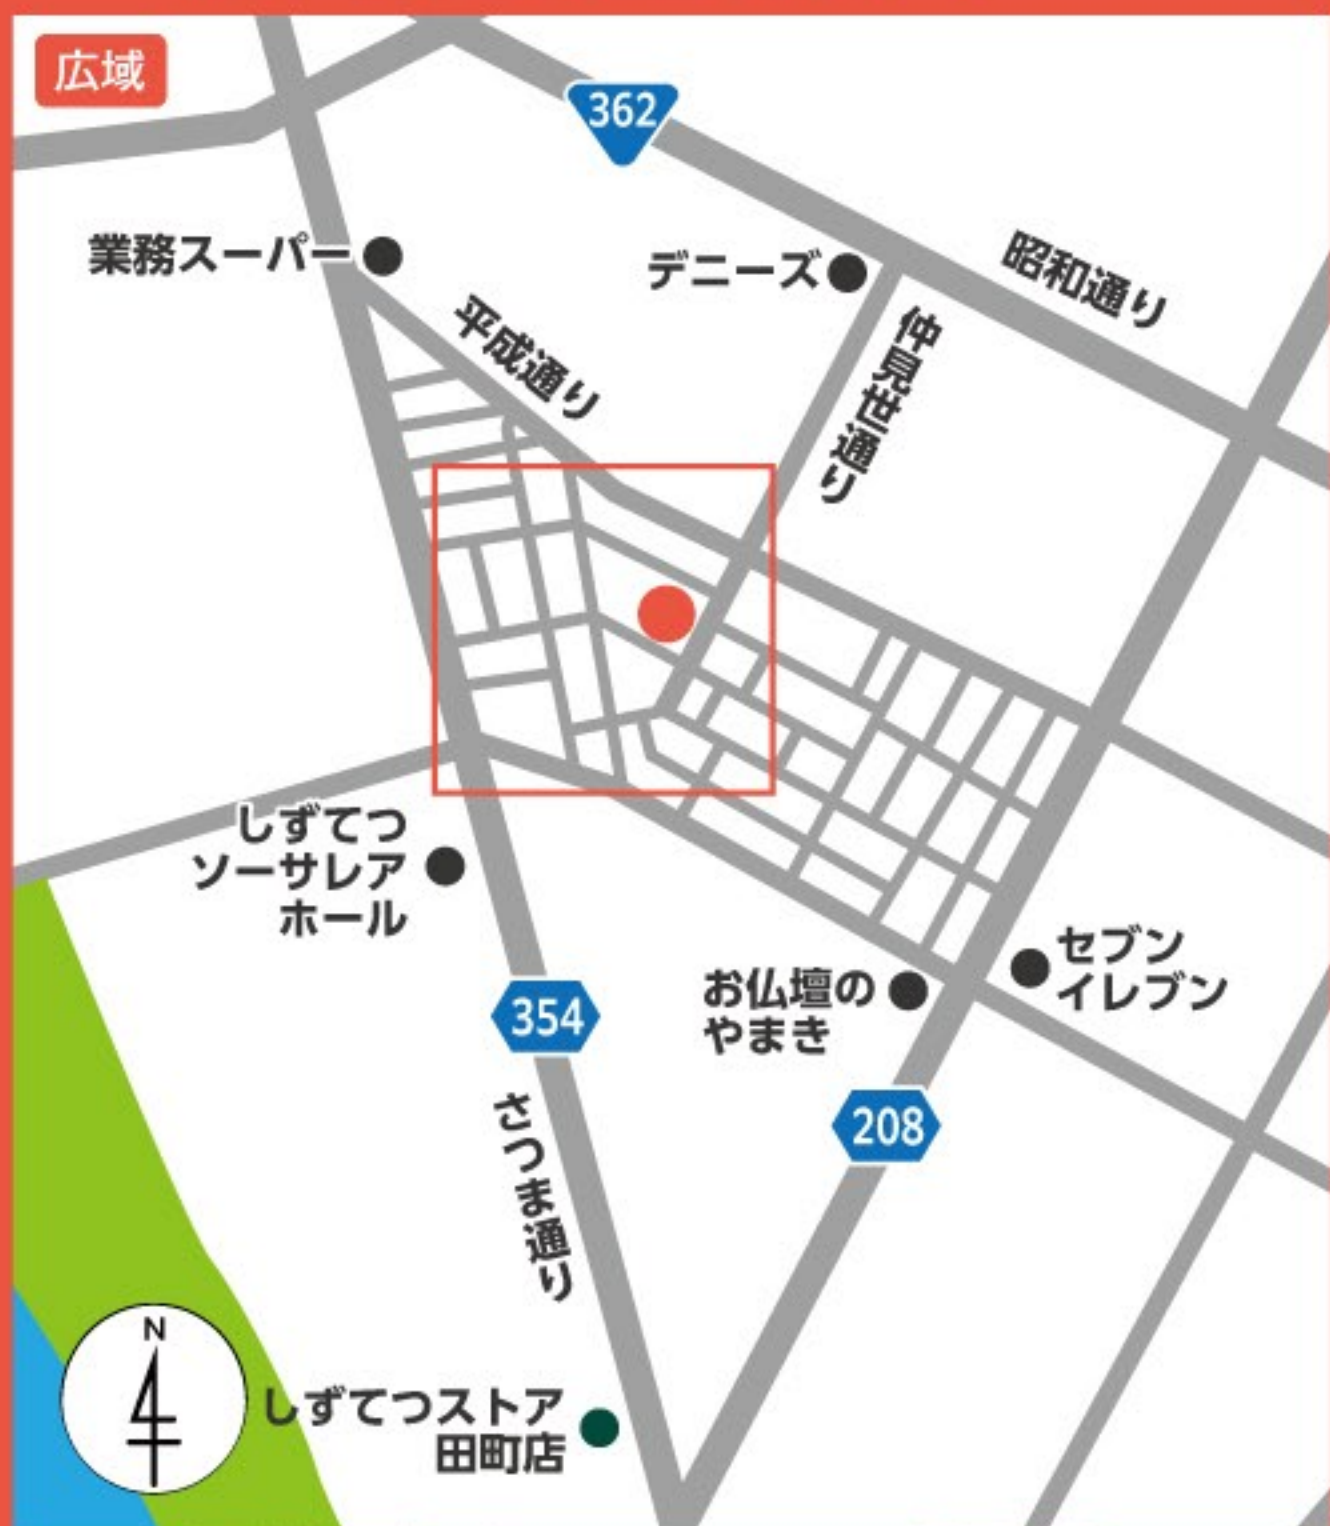 広域
362
業務スーパー
デニーズ
昭和通り
平成通り
仲見世通り
しずてつ
ソーサレア
ホール
セブン
イレブン
お仏壇の
やまき
354
208
さつま通り
N
しずてつストア
田町店